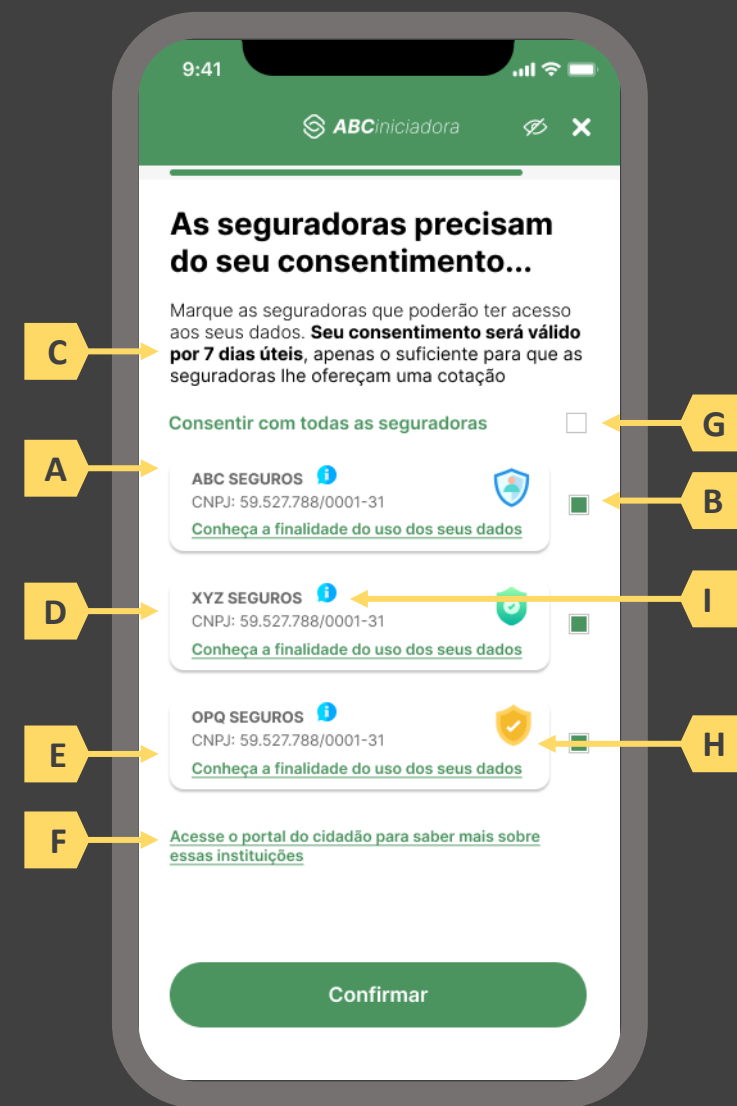 9:41
ABCiniciadora
As seguradoras precisam
do seu consentimento...
Marque as seguradoras que poderão ter acesso
aos seus dados. Seu consentimento será válido
C
por 7 dias úteis, apenas o suficiente para que as
seguradoras lhe ofereçam uma cotação
Consentir com todas as seguradoras
G
A
ABC SEGUROS i
CNPJ: 59.527.788/0001-31
B
Conheça a finalidade do uso dos seus dados
XYZ SEGUROS i
I
D
CNPJ: 59.527.788/0001-31
Conheça a finalidade do uso dos seus dados
OPQ SEGUROS i
CNPJ: 59.527.788/0001-31
H
E
Conheça a finalidade do uso dos seus dados
F
Acesse o portal do cidadão para saber mais sobre
essas instituições
Confirmar